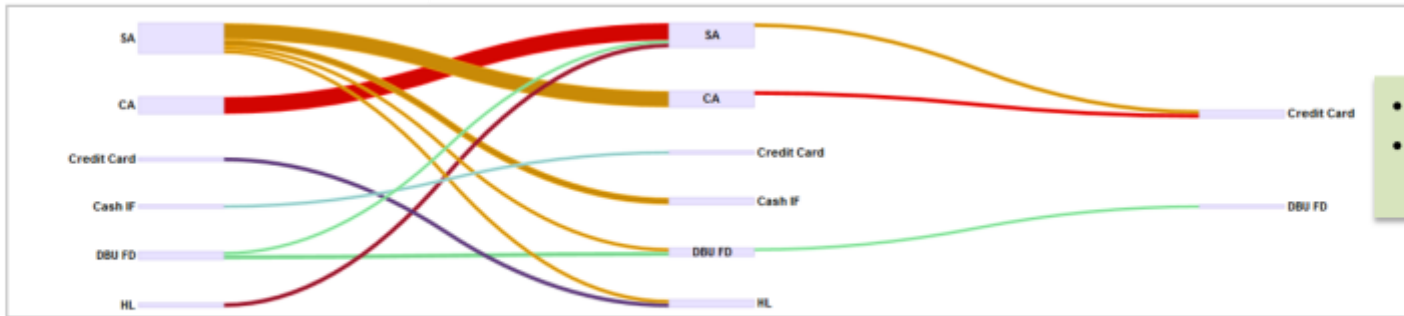 SA
CA
Credit Card
Cash IF
DBU FD
HL
SA
CA
Credit Card
Cash IF
DBU FD
HL
Credit Card
DBU FD